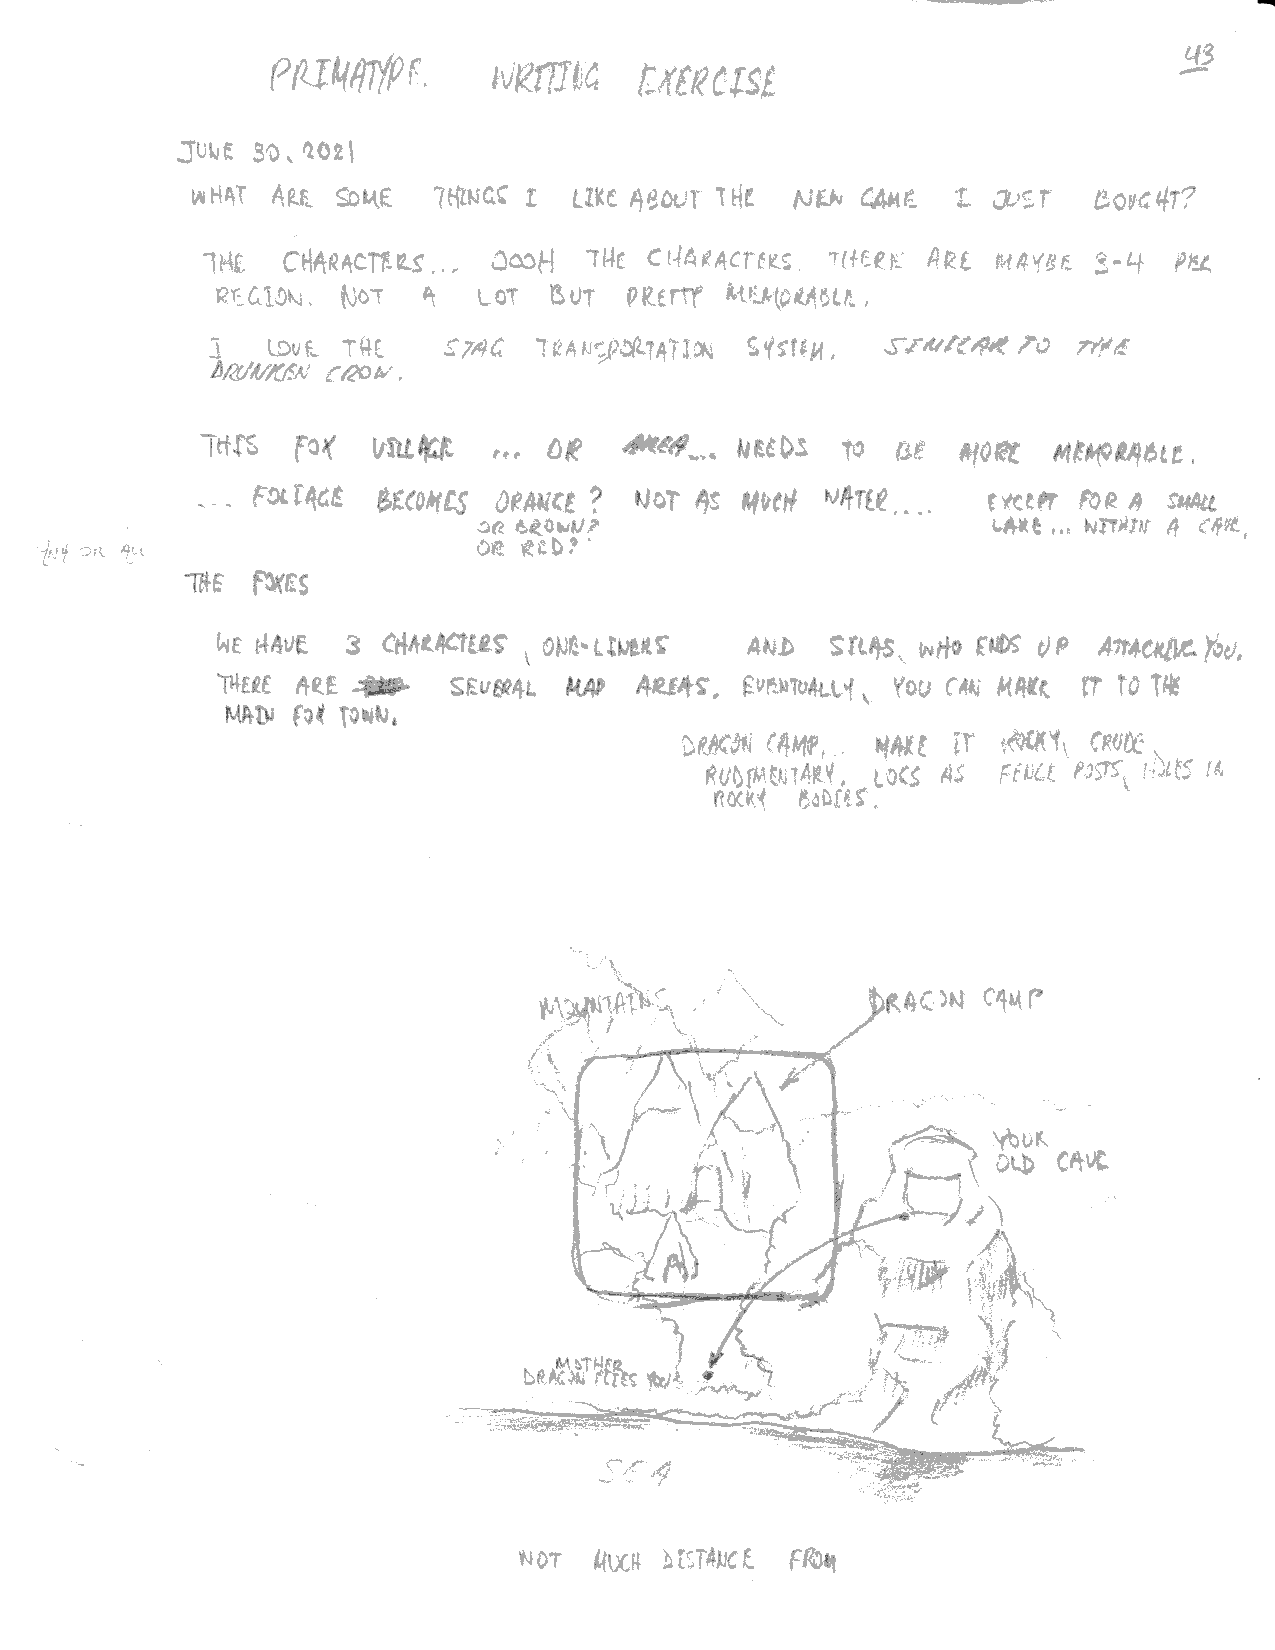 43
PRIMATYPE. WRITING EXERCISE
JUNE 30, 2021
WHAT ARE SOME THINGS I LIKE ABOUT THE NEW GAME I JUST BOUGHT?
THE CHARACTERS... OOOH THE CHARACTERS. THERE ARE MAYBE 3-4 PER
REGION. NOT A LOT BUT PRETTY MEMORABLE.
I LOVE THE STAG TRANSPORTATION SYSTEM. SIMILAR TO THE
DRUNKEN CROW.
THIS FOX VILLAGE ... OR AREA... NEEDS TO BE MORE MEMORABLE.
... FOLIAGE BECOMES ORANGE? NOT AS MUCH WATER.... EXCEPT FOR A SMALL
OR BROWN? LAKE... WITHIN A CAVE.
ANY OR ALL OR RED?
THE FOXES
WE HAVE 3 CHARACTERS, ONE-LINERS AND SILAS, WHO ENDS UP ATTACKING YOU.
THERE ARE SEVERAL MAP AREAS. EVENTUALLY, YOU CAN MAKE IT TO THE
MAIN FOX TOWN.
DRAGON CAMP... MAKE IT ROCKY, CRUDE,
RUDIMENTARY. LOGS AS FENCE POSTS, HOLES IN
ROCKY BODIES.
MOUNTAINS
DRAGON CAMP
YOUR
OLD CAVE
MOTHER
DRAGON FLIES YOU
SEA
NOT MUCH DISTANCE FROM